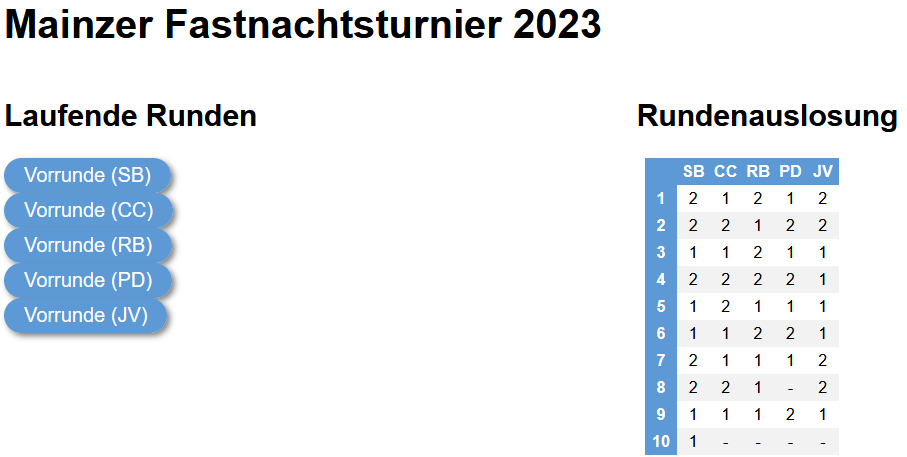 Mainzer Fastnachtsturnier 2023
Laufende Runden
Vorrunde (SB)
Vorrunde (CC)
Vorrunde (RB)
Vorrunde (PD)
Vorrunde (JV)
Rundenauslosung
SB CC RB PD JV
1 2 1 2 1 2
2 2 2 1 2 2
3 1 1 2 1 1
4 2 2 2 2 1
5 1 2 1 1 1
6 1 1 2 2 1
7 2 1 1 1 2
8 2 2 1 - 2
9 1 1 1 2 1
10 1 - - - -